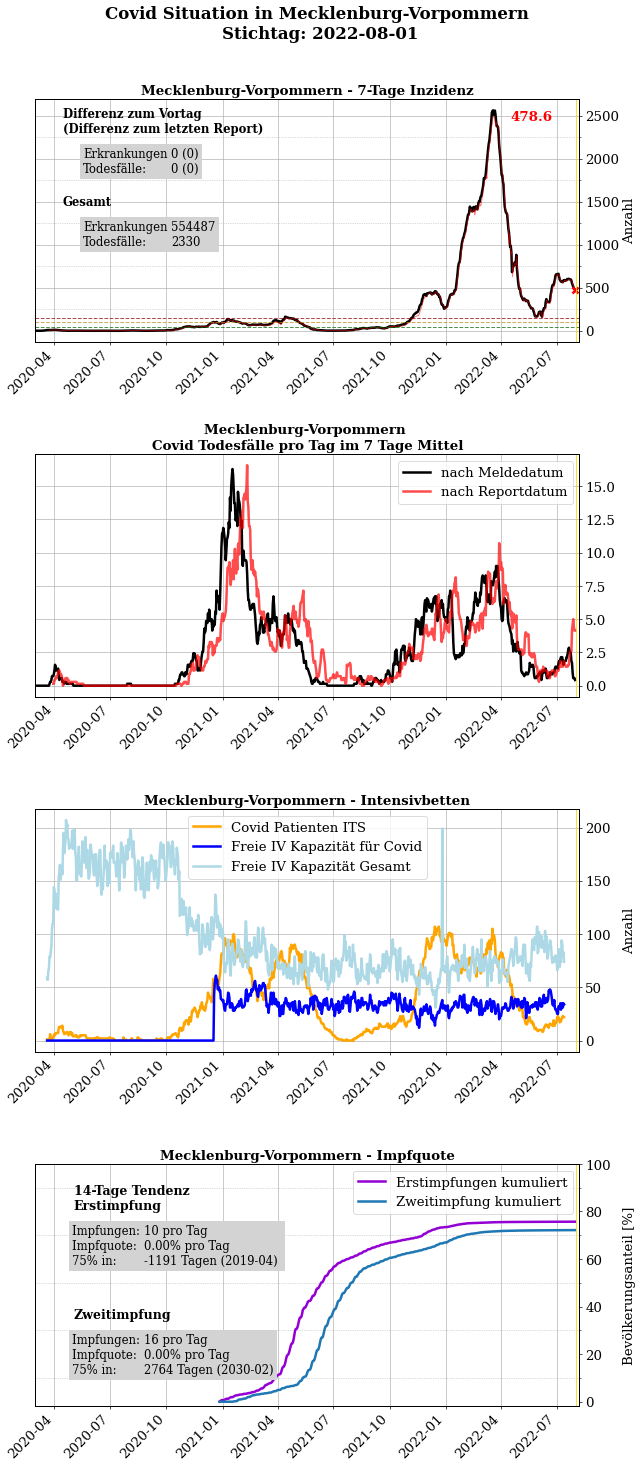 Covid Situation in Mecklenburg-Vorpommern
Stichtag: 2022-08-01
Mecklenburg-Vorpommern - 7-Tage Inzidenz
Differenz zum Vortag
(Differenz zum letzten Report)
Erkrankungen 0 (0)
Todesfälle: 0 (0)
Gesamt
Erkrankungen 554487
Todesfälle: 2330
478.6
2500
2000
1500
1000
500
0
Anzahl
2020-04 2020-07 2020-10 2021-01 2021-04 2021-07 2021-10 2022-01 2022-04 2022-07
Mecklenburg-Vorpommern
Covid Todesfälle pro Tag im 7 Tage Mittel
nach Meldedatum
nach Reportdatum
15.0
12.5
10.0
7.5
5.0
2.5
0.0
2020-04 2020-07 2020-10 2021-01 2021-04 2021-07 2021-10 2022-01 2022-04 2022-07
Mecklenburg-Vorpommern - Intensivbetten
Covid Patienten ITS
Freie IV Kapazität für Covid
Freie IV Kapazität Gesamt
200
150
100
50
0
Anzahl
2020-04 2020-07 2020-10 2021-01 2021-04 2021-07 2021-10 2022-01 2022-04 2022-07
Mecklenburg-Vorpommern - Impfquote
14-Tage Tendenz
Erstimpfung
Impfungen: 10 pro Tag
Impfquote: 0.00% pro Tag
75% in: -1191 Tagen (2019-04)
Zweitimpfung
Impfungen: 16 pro Tag
Impfquote: 0.00% pro Tag
75% in: 2764 Tagen (2030-02)
Erstimpfungen kumuliert
Zweitimpfung kumuliert
100
80
60
40
20
0
Bevölkerungsanteil [%]
2020-04 2020-07 2020-10 2021-01 2021-04 2021-07 2021-10 2022-01 2022-04 2022-07